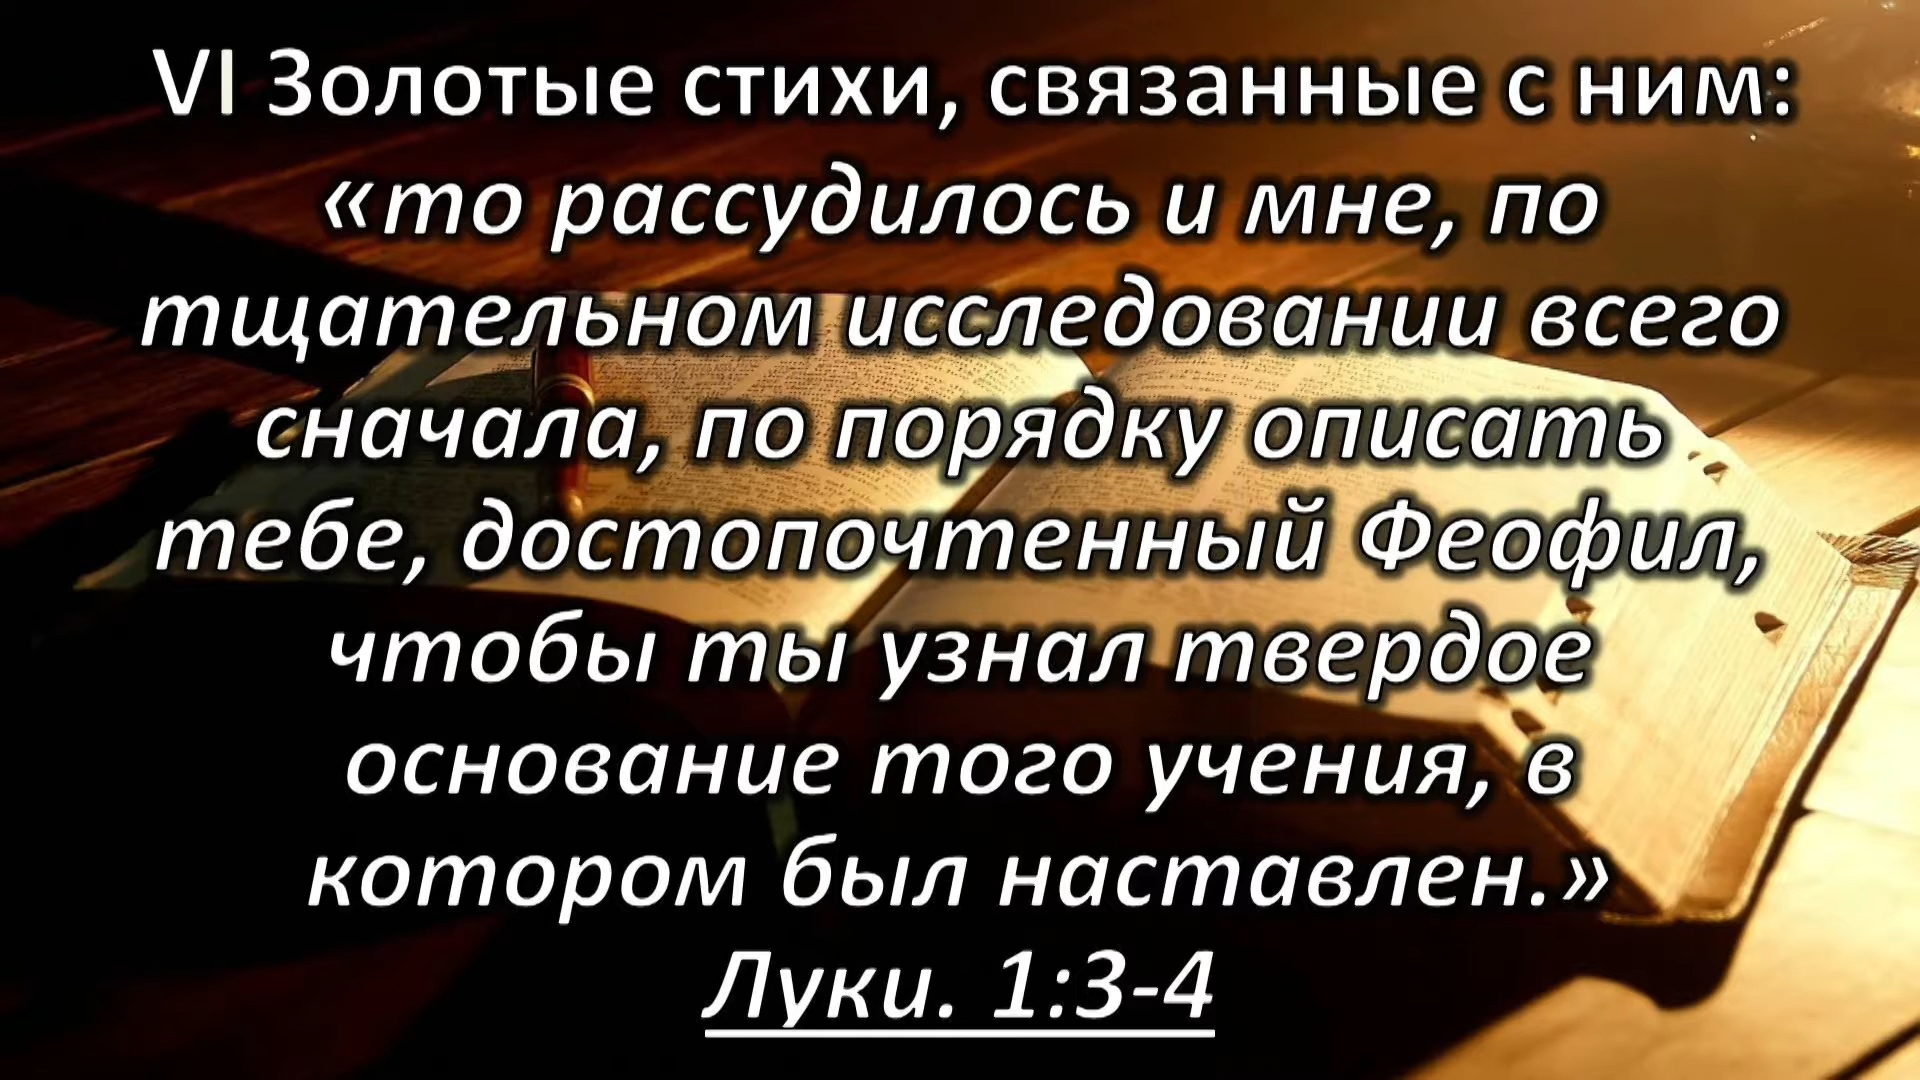 VI Золотые стихи, связанные с ним:
«то рассудилось и мне, по
тщательном исследовании всего
сначала, по порядку описать
тебе, достопочтенный Феофил,
чтобы ты узнал твердое
основание того учения, в
котором был наставлен.»
Луки. 1:3-4